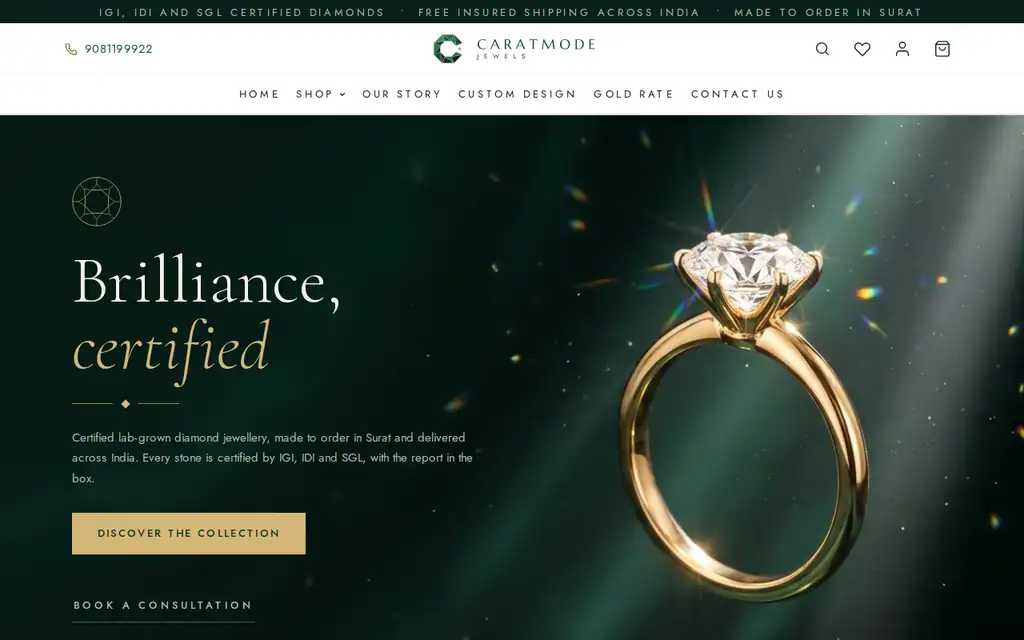 IGI, IDI AND SGL CERTIFIED DIAMONDS · FREE INSURED SHIPPING ACROSS INDIA · MADE TO ORDER IN SURAT
9081199922
CARATMODE
JEWELS
HOME SHOP OUR STORY CUSTOM DESIGN GOLD RATE CONTACT US
Brilliance,
certified
Certified lab-grown diamond jewellery, made to order in Surat and delivered
across India. Every stone is certified by IGI, IDI and SGL, with the report in the
box.
DISCOVER THE COLLECTION
BOOK A CONSULTATION